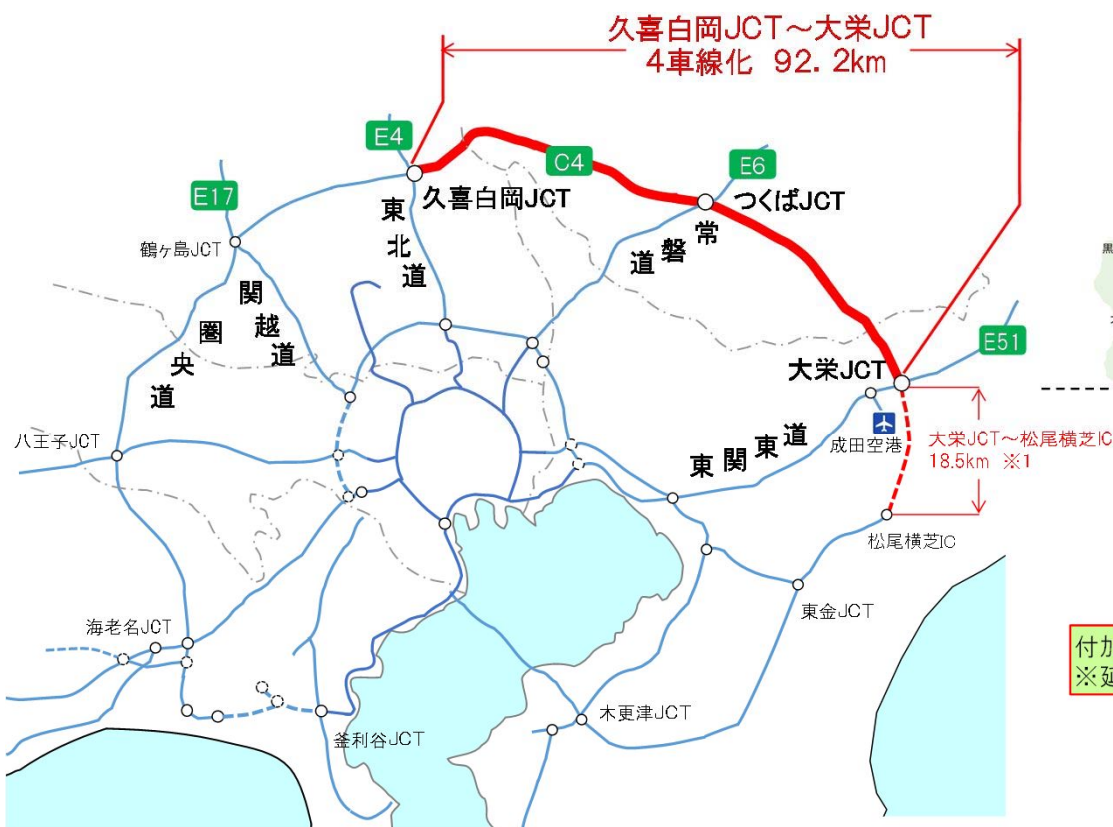 久喜白岡JCT～大栄JCT
4車線化 92.2km
E4
C4
E6
E17
久喜白岡JCT
つくばJCT
鶴ヶ島JCT
東北道
常磐道
関越道
圏央道
E51
大栄JCT
八王子JCT
成田空港
東関東道
大栄JCT～松尾横芝IC
18.5km ※1
松尾横芝IC
東金JCT
海老名JCT
木更津JCT
釜利谷JCT
黒
付加
※延